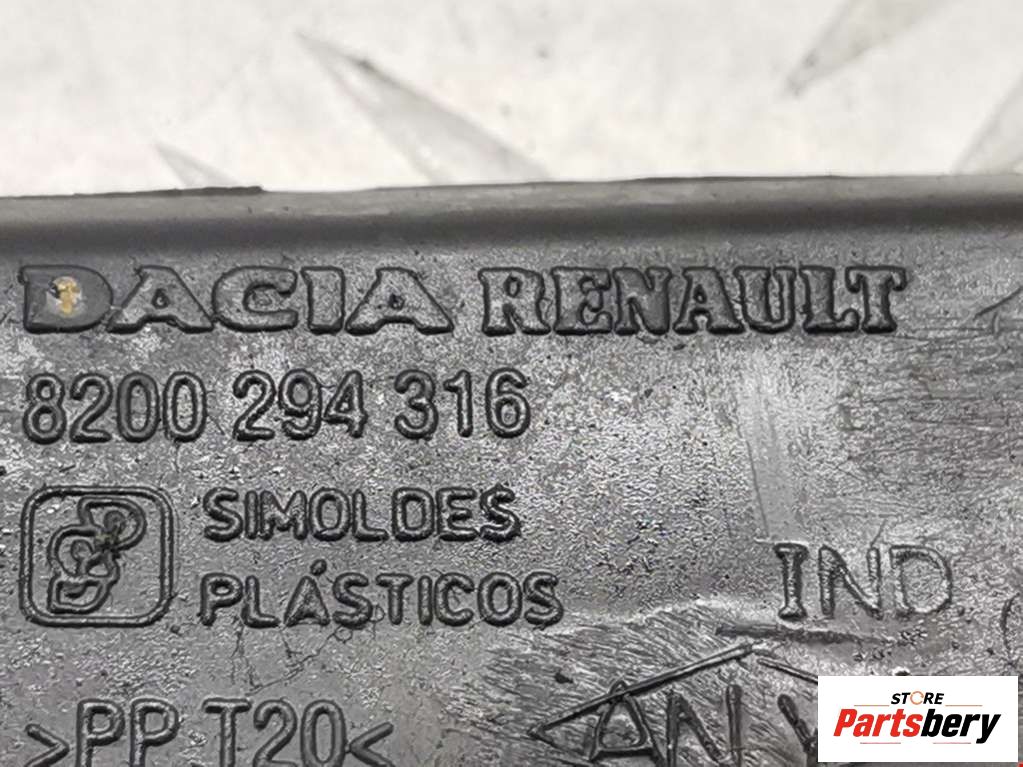 DACIA RENAULT
8200 294 316
SIMOLDES
PLÁSTICOS
IND.
>PP T20<
STORE
Partsbery